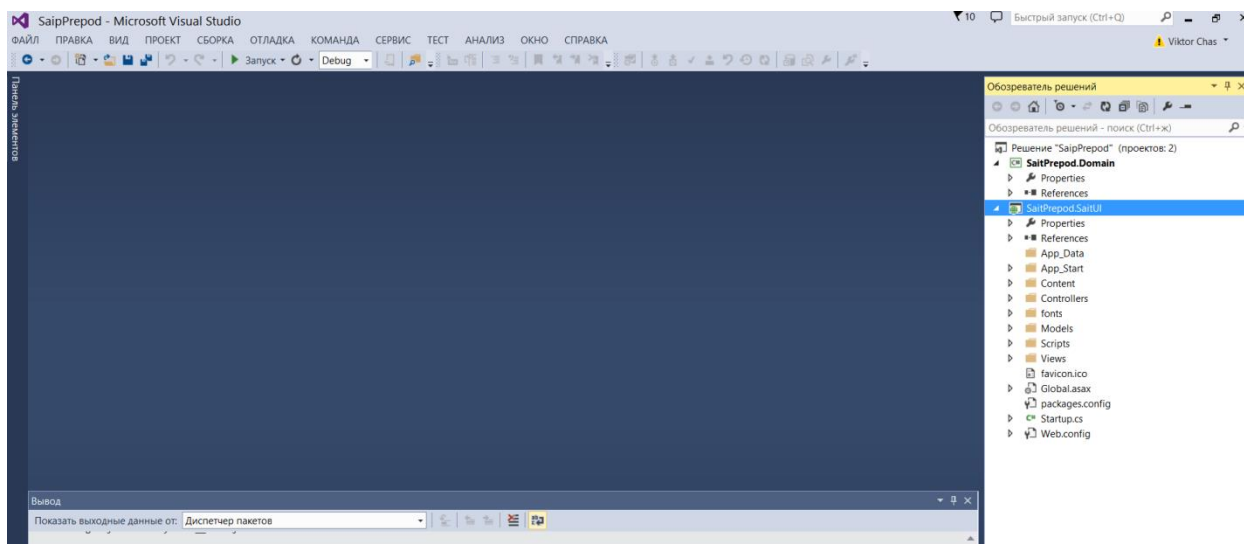 SaipPrepod - Microsoft Visual Studio
10
Быстрый запуск (Ctrl+Q)
ФАЙЛ ПРАВКА ВИД ПРОЕКТ СБОРКА ОТЛАДКА КОМАНДА СЕРВИС ТЕСТ АНАЛИЗ ОКНО СПРАВКА
Viktor Chas
Запуск Debug
Панель элементов
Обозреватель решений
Обозреватель решений - поиск (Ctrl+ж)
Решение "SaipPrepod" (проектов: 2)
SaitPrepod.Domain
Properties
References
SaitPrepod.SaitUI
Properties
References
App_Data
App_Start
Content
Controllers
fonts
Models
Scripts
Views
favicon.ico
Global.asax
packages.config
Startup.cs
Web.config
Вывод
Показать выходные данные от: Диспетчер пакетов